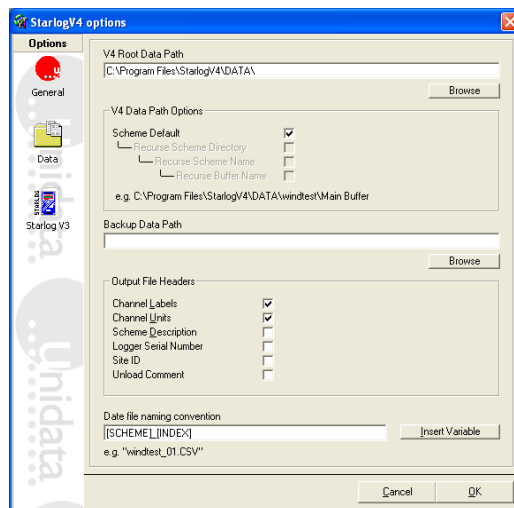 StarlogV4 options
Options
General
Data
STARLOG
Starlog V3
Unidata
Unidata
V4 Root Data Path
C:\Program Files\StarlogV4\DATA\
Browse
V4 Data Path Options
Scheme Default
Recurse Scheme Directory
Recurse Scheme Name
Recurse Buffer Name
e.g. C:\Program Files\StarlogV4\DATA\windtest\Main Buffer
Backup Data Path
Browse
Output File Headers
Channel Labels
Channel Units
Scheme Description
Logger Serial Number
Site ID
Unload Comment
Date file naming convention
[SCHEME]_[INDEX]
Insert Variable
e.g. "windtest_01.CSV"
Cancel
OK